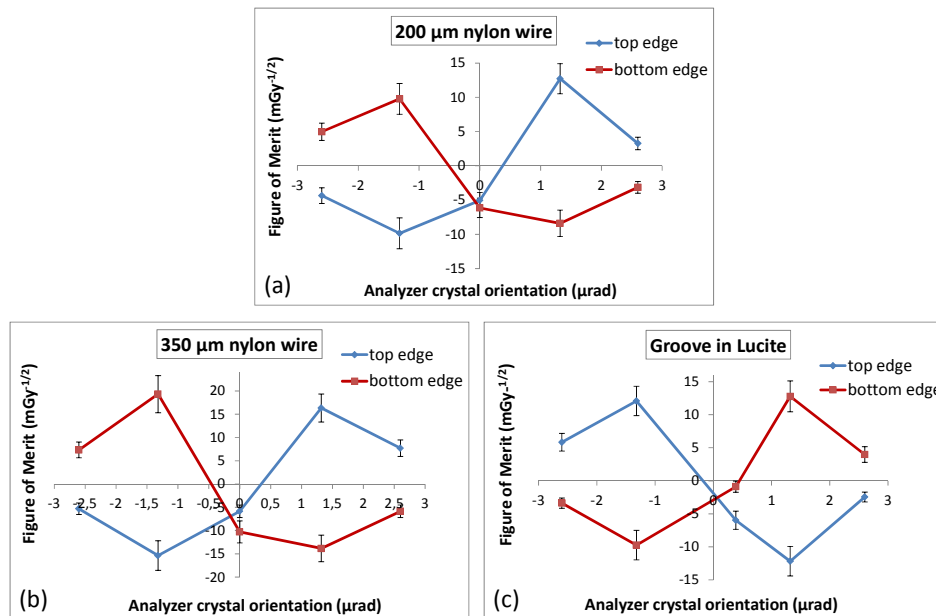 200 µm nylon wire
top edge
bottom edge
Figure of Merit (mGy⁻¹/²)
15
10
5
0
-5
-10
-15
-3 -2 -1 0 1 2 3
(a)
Analyzer crystal orientation (µrad)
350 µm nylon wire
top edge
bottom edge
Figure of Merit (mGy⁻¹/²)
20
15
10
5
0
-5
-10
-15
-20
-3 -2,5 -2 -1,5 -1 -0,5 0 0,5 1 1,5 2 2,5 3
(b)
Analyzer crystal orientation (µrad)
Groove in Lucite
top edge
bottom edge
Figure of Merit (mGy⁻¹/²)
15
10
5
0
-5
-10
-15
-3 -2 -1 0 1 2 3
(c)
Analyzer crystal orientation (µrad)